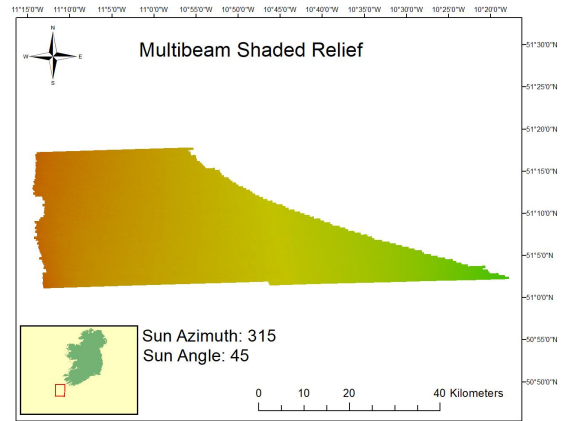 11°15'0"W 11°10'0"W 11°5'0"W 11°0'0"W 10°55'0"W 10°50'0"W 10°45'0"W 10°40'0"W 10°35'0"W 10°30'0"W 10°25'0"W 10°20'0"W
N
W E
S
Multibeam Shaded Relief
51°30'0"N
51°25'0"N
51°20'0"N
51°15'0"N
51°10'0"N
51°5'0"N
51°0'0"N
50°55'0"N
50°50'0"N
Sun Azimuth: 315
Sun Angle: 45
0 10 20 40 Kilometers